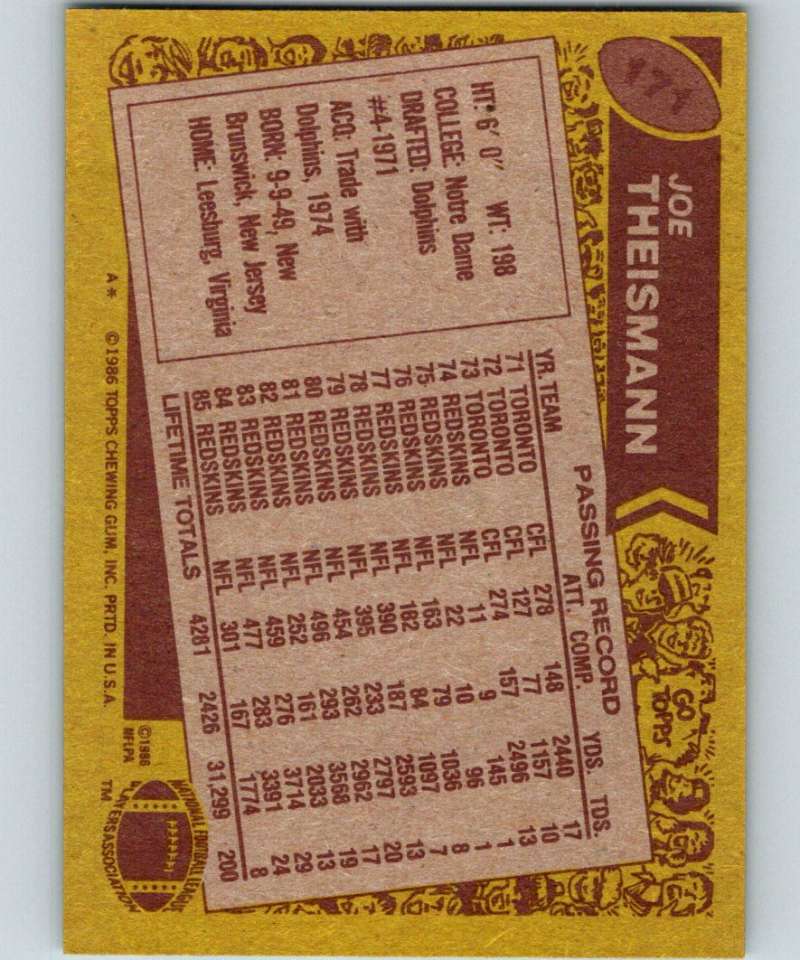 171
JOE
THEISMANN
HT: 6' 0" WT: 198
COLLEGE: Notre Dame
DRAFTED: Dolphins
#4-1971
ACQ: Trade with
Dolphins, 1974
BORN: 9-9-49, New
Brunswick, New Jersey
HOME: Leesburg, Virginia
PASSING RECORD
YR. TEAM ATT. COMP. YDS. TDS.
71 TORONTO CFL 278 148 2440 17
72 TORONTO CFL 127 77 1157 10
73 TORONTO CFL 274 157 2496 13
74 REDSKINS NFL 11 9 145 1
75 REDSKINS NFL 22 10 96 1
76 REDSKINS NFL 163 79 1036 8
77 REDSKINS NFL 182 84 1097 7
78 REDSKINS NFL 390 187 2593 13
79 REDSKINS NFL 395 233 2797 20
80 REDSKINS NFL 454 262 2962 17
81 REDSKINS NFL 496 293 3568 19
82 REDSKINS NFL 252 161 2033 13
83 REDSKINS NFL 459 276 3714 29
84 REDSKINS NFL 477 283 3391 24
85 REDSKINS NFL 301 167 1774 8
LIFETIME TOTALS 4281 2426 31,299 200
GO
TOPPS
A* ©1986 TOPPS CHEWING GUM, INC. PRTD. IN U.S.A.
©1986
NFLPA
NATIONAL FOOTBALL LEAGUE
PLAYERS ASSOCIATION
TM